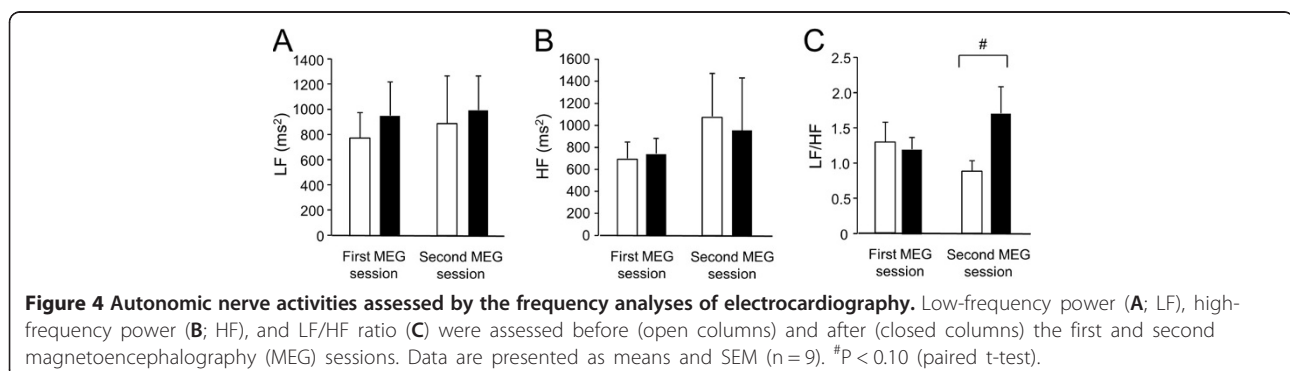 A
1400
1200
1000
800
600
400
200
0
LF (ms²)
First MEG session
Second MEG session
B
1600
1400
1200
1000
800
600
400
200
0
HF (ms²)
First MEG session
Second MEG session
C
#
2.5
2.0
1.5
1.0
0.5
0
LF/HF
First MEG session
Second MEG session
Figure 4 Autonomic nerve activities assessed by the frequency analyses of electrocardiography. Low-frequency power (A; LF), high-
frequency power (B; HF), and LF/HF ratio (C) were assessed before (open columns) and after (closed columns) the first and second
magnetoencephalography (MEG) sessions. Data are presented as means and SEM (n = 9). #P < 0.10 (paired t-test).